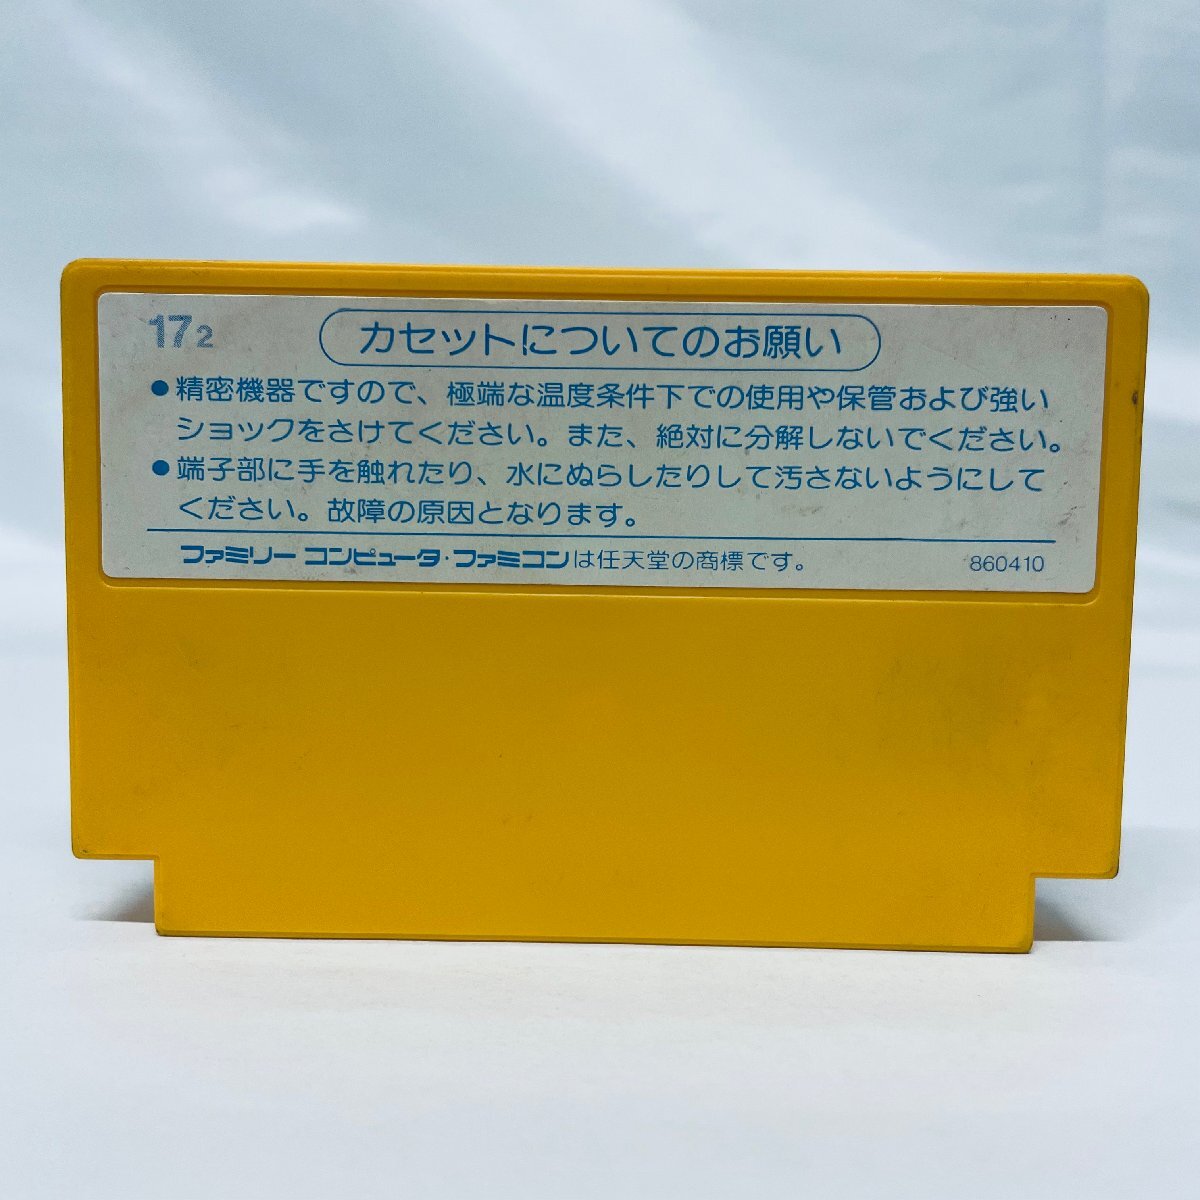 172
カセットについてのお願い
●精密機器ですので、極端な温度条件下での使用や保管および強い
ショックをさけてください。また、絶対に分解しないでください。
●端子部に手を触れたり、水にぬらしたりして汚さないようにして
ください。故障の原因となります。
ファミリー コンピュータ・ファミコンは任天堂の商標です。 860410